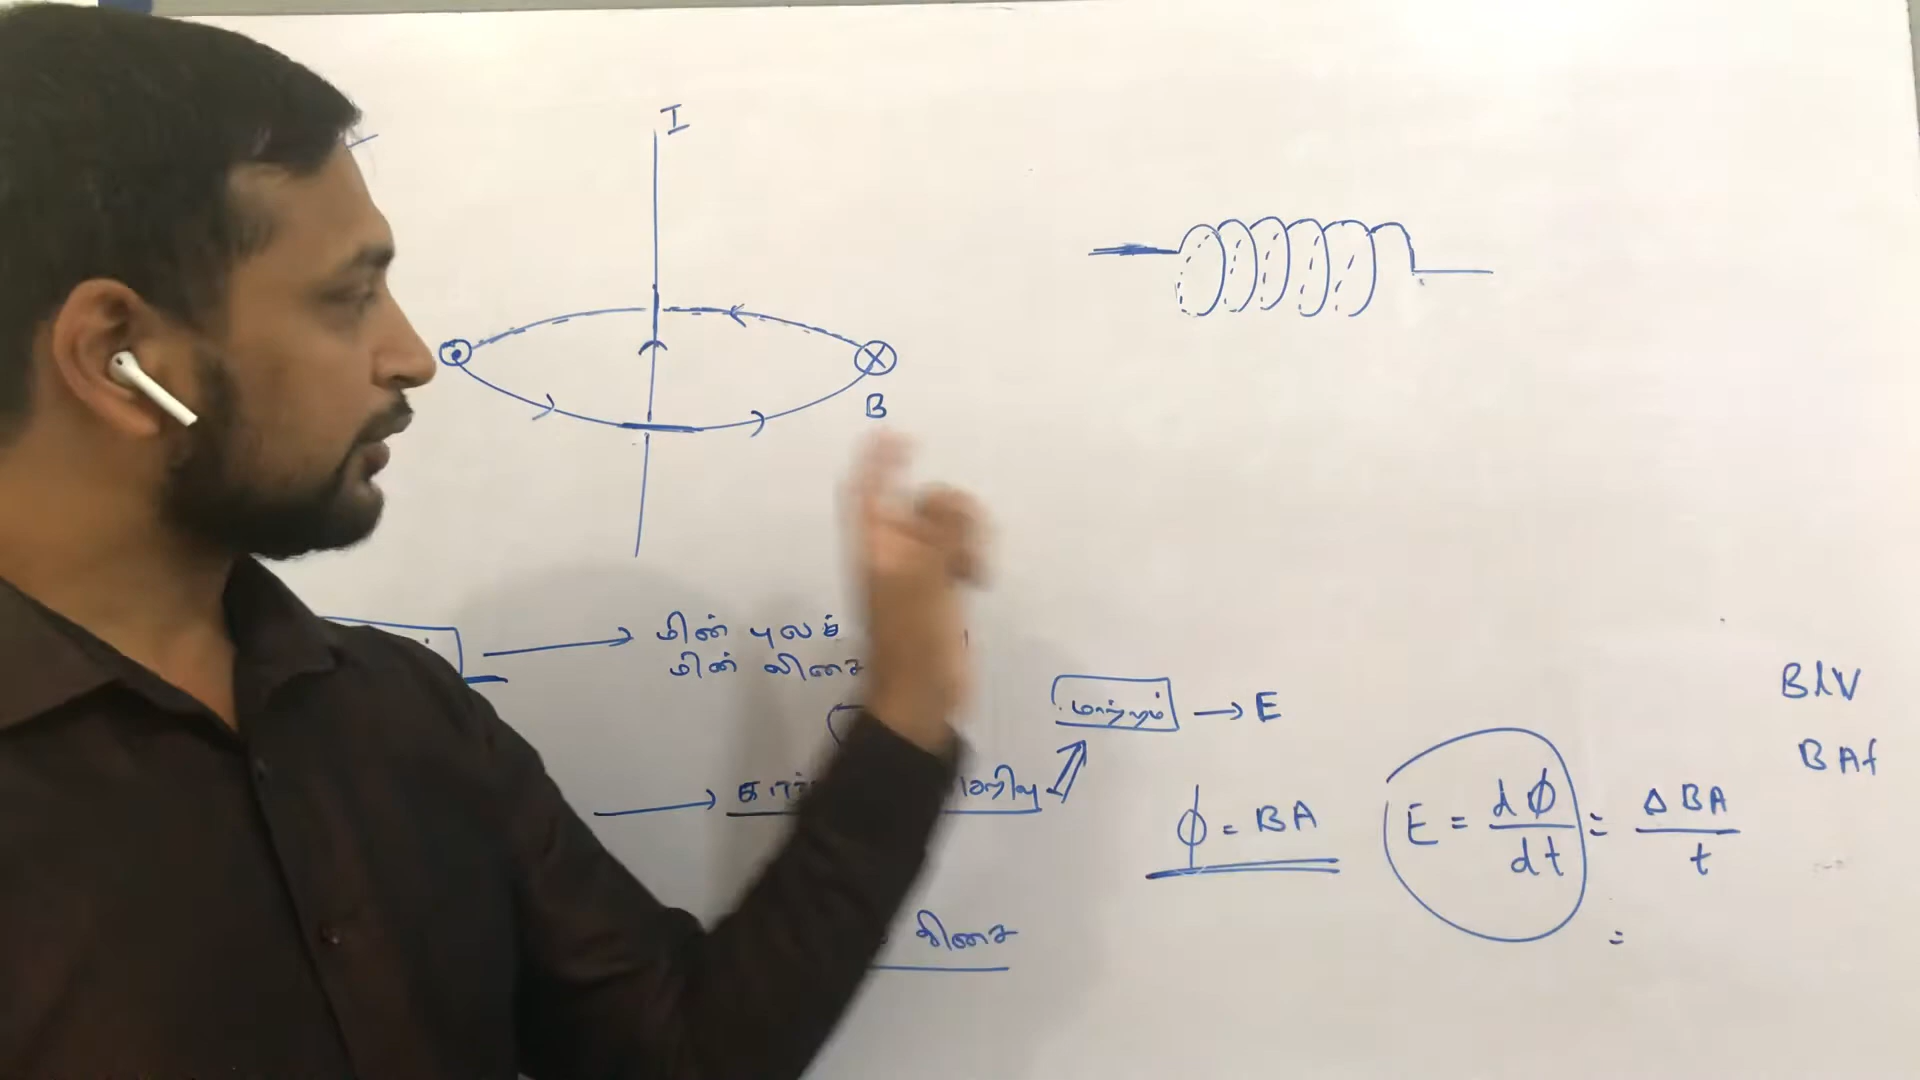 I
B
மின் புலம்
மின் விசை
மாற்றம் → E
BlV
BAf
ϕ = BA
E = dϕ/dt = ΔBA/t
திசை
=